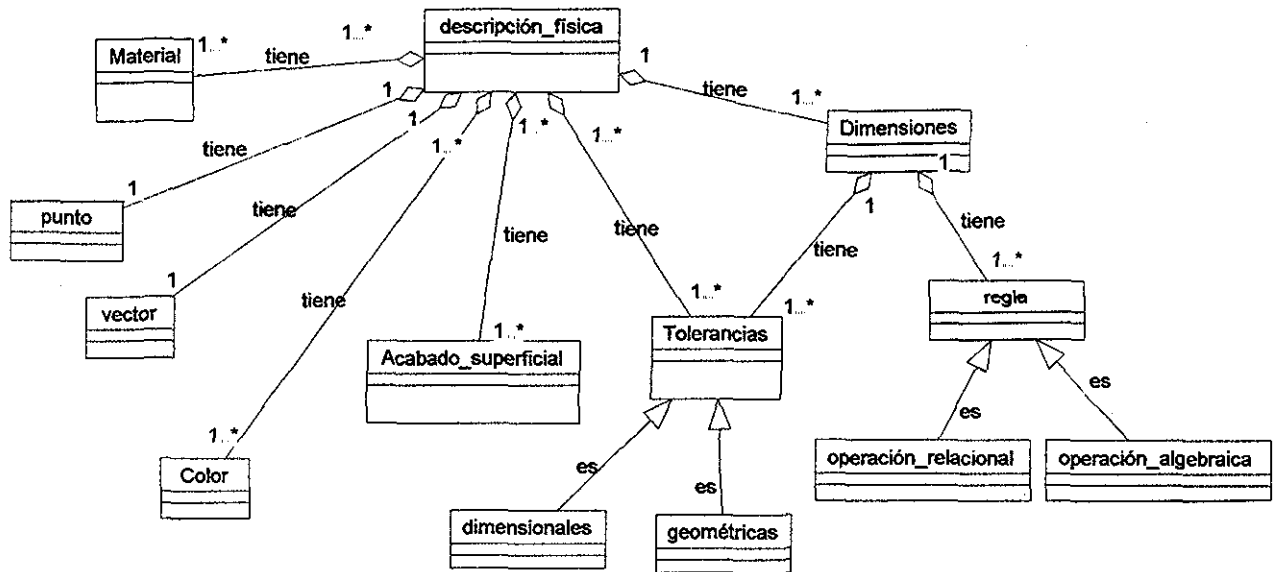 descripción_física
1...*
1...*
Material
tiene
1
tiene
1...*
Dimensiones
1
1
1
1...*
1..*
1...*
1
tiene
1
punto
tiene
tiene
tiene
tiene
tiene
1
vector
tiene
1...*
1...*
1...*
1...*
regla
Tolerancias
Acabado_superficial
1...*
Color
es
es
es
es
operación_relacional
operación_algebraica
dimensionales
geométricas